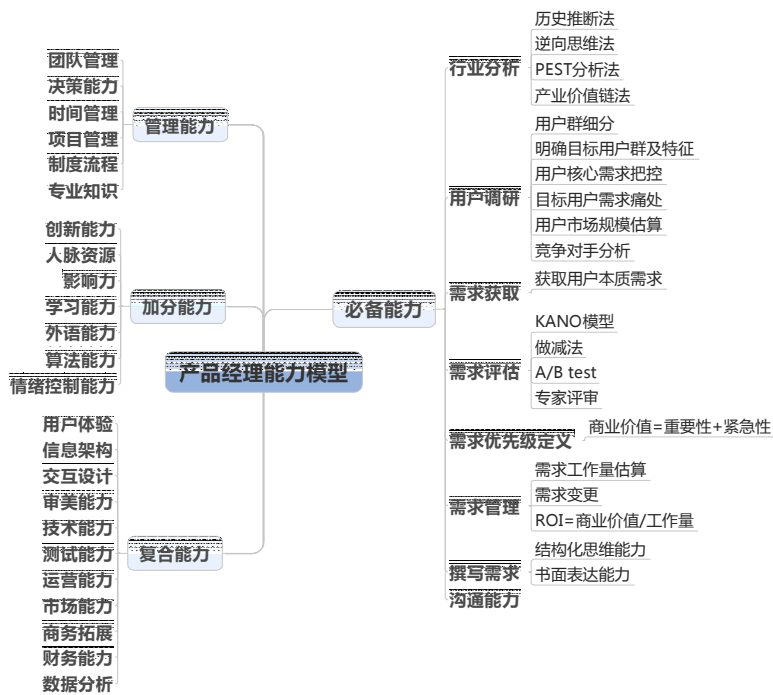 产品经理能力模型
管理能力
团队管理
决策能力
时间管理
项目管理
制度流程
专业知识
加分能力
创新能力
人脉资源
影响力
学习能力
外语能力
算法能力
情绪控制能力
复合能力
用户体验
信息架构
交互设计
审美能力
技术能力
测试能力
运营能力
市场能力
商务拓展
财务能力
数据分析
必备能力
行业分析
历史推断法
逆向思维法
PEST分析法
产业价值链法
用户调研
用户群细分
明确目标用户群及特征
用户核心需求把控
目标用户需求痛处
用户市场规模估算
竞争对手分析
需求获取
获取用户本质需求
需求评估
KANO模型
做减法
A/B test
专家评审
需求优先级定义
商业价值=重要性+紧急性
需求管理
需求工作量估算
需求变更
ROI=商业价值/工作量
撰写需求
结构化思维能力
书面表达能力
沟通能力